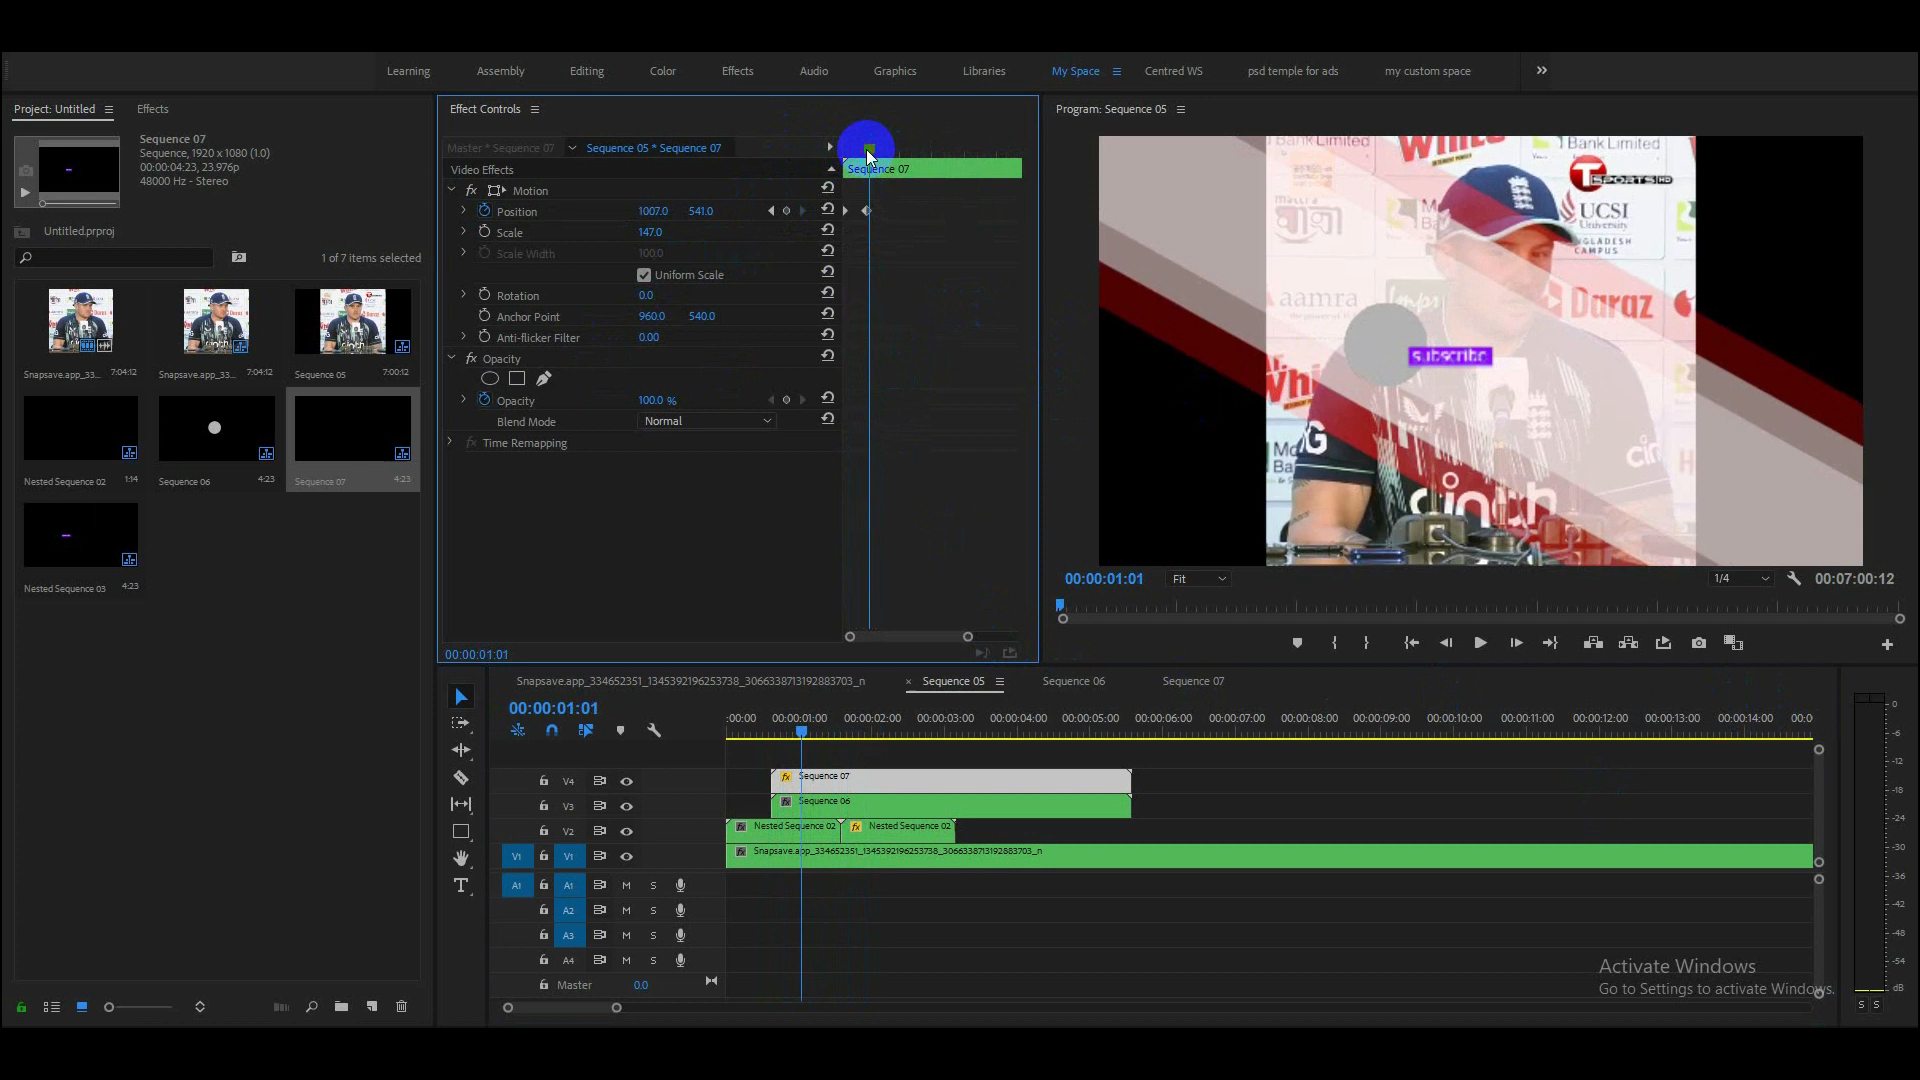 Learning Assembly Editing Color Effects Audio Graphics Libraries My Space Centred WS psd temple for ads my custom space
Project: Untitled Effects
Sequence 07
Sequence, 1920 x 1080 (1.0)
00:00:04:23, 23.976p
48000 Hz - Stereo
Untitled.prproj
1 of 7 items selected
Snapsave.app_33... 7:04:12 Snapsave.app_33... 7:04:12 Sequence 05 7:00:12
Nested Sequence 02 1:14 Sequence 06 4:23 Sequence 07 4:23
Nested Sequence 03 4:23
Effect Controls
Master * Sequence 07 Sequence 05 * Sequence 07
Video Effects Sequence 07
fx Motion
Position 1007.0 541.0
Scale 147.0
Scale Width 100.0
Uniform Scale
Rotation 0.0
Anchor Point 960.0 540.0
Anti-flicker Filter 0.00
fx Opacity
Opacity 100.0 %
Blend Mode Normal
fx Time Remapping
00:00:01:01
Program: Sequence 05
Bank Limited Bank Limited
T SPORTS HD
UCSI
University
aamra
Daraz
subscribe
cinch
00:00:01:01 Fit 1/4 00:07:00:12
Snapsave.app_334652351_1345392196253738_3066338713192883703_n × Sequence 05 Sequence 06 Sequence 07
00:00:01:01
:00:00 00:00:01:00 00:00:02:00 00:00:03:00 00:00:04:00 00:00:05:00 00:00:06:00 00:00:07:00 00:00:08:00 00:00:09:00 00:00:10:00 00:00:11:00 00:00:12:00 00:00:13:00 00:00:14:00 00:0
V4 fx Sequence 07
V3 fx Sequence 06
V2 fx Nested Sequence 02 fx Nested Sequence 02
V1 V1 fx Snapsave.app_334652351_1345392196253738_3066338713192883703_n
A1 A1 M S
A2 M S
A3 M S
A4 M S
Master 0.0
0
-6
-12
-18
-24
-30
-36
-42
-48
-54
dB
S S
Activate Windows
Go to Settings to activate Windows.